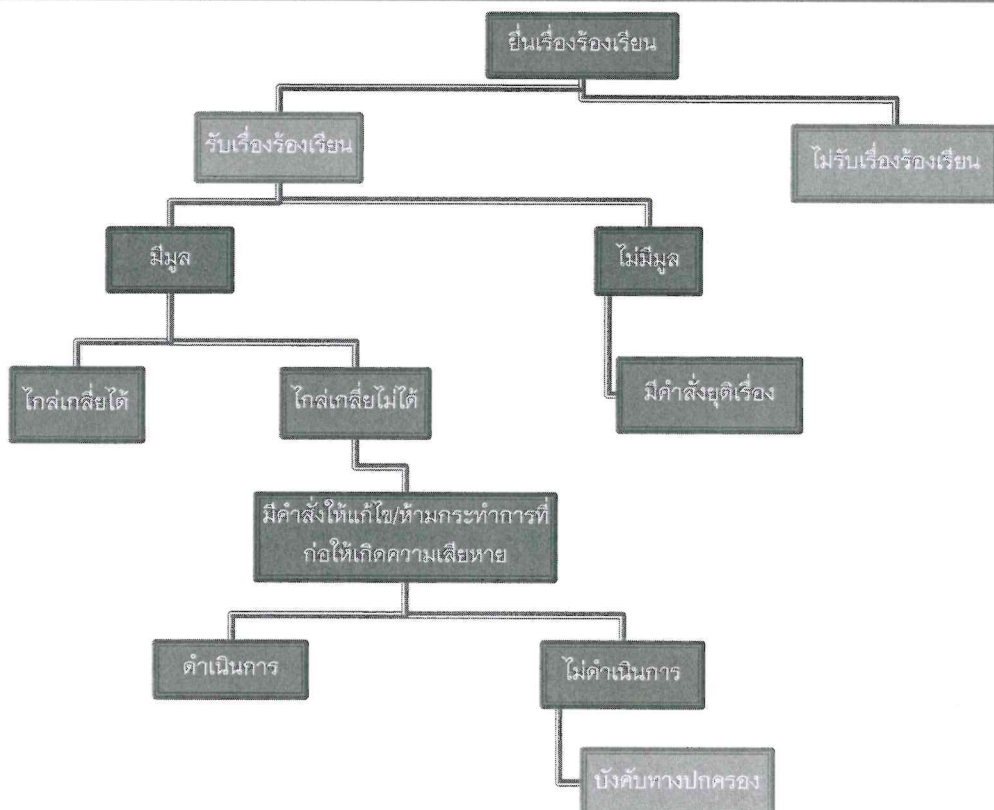 ยื่นเรื่องร้องเรียน
รับเรื่องร้องเรียน
ไม่รับเรื่องร้องเรียน
มีมูล
ไม่มีมูล
ไกล่เกลี่ยได้
ไกล่เกลี่ยไม่ได้
มีคำสั่งยุติเรื่อง
มีคำสั่งให้แก้ไข/ห้ามกระทำการที่
ก่อให้เกิดความเสียหาย
ดำเนินการ
ไม่ดำเนินการ
บังคับทางปกครอง